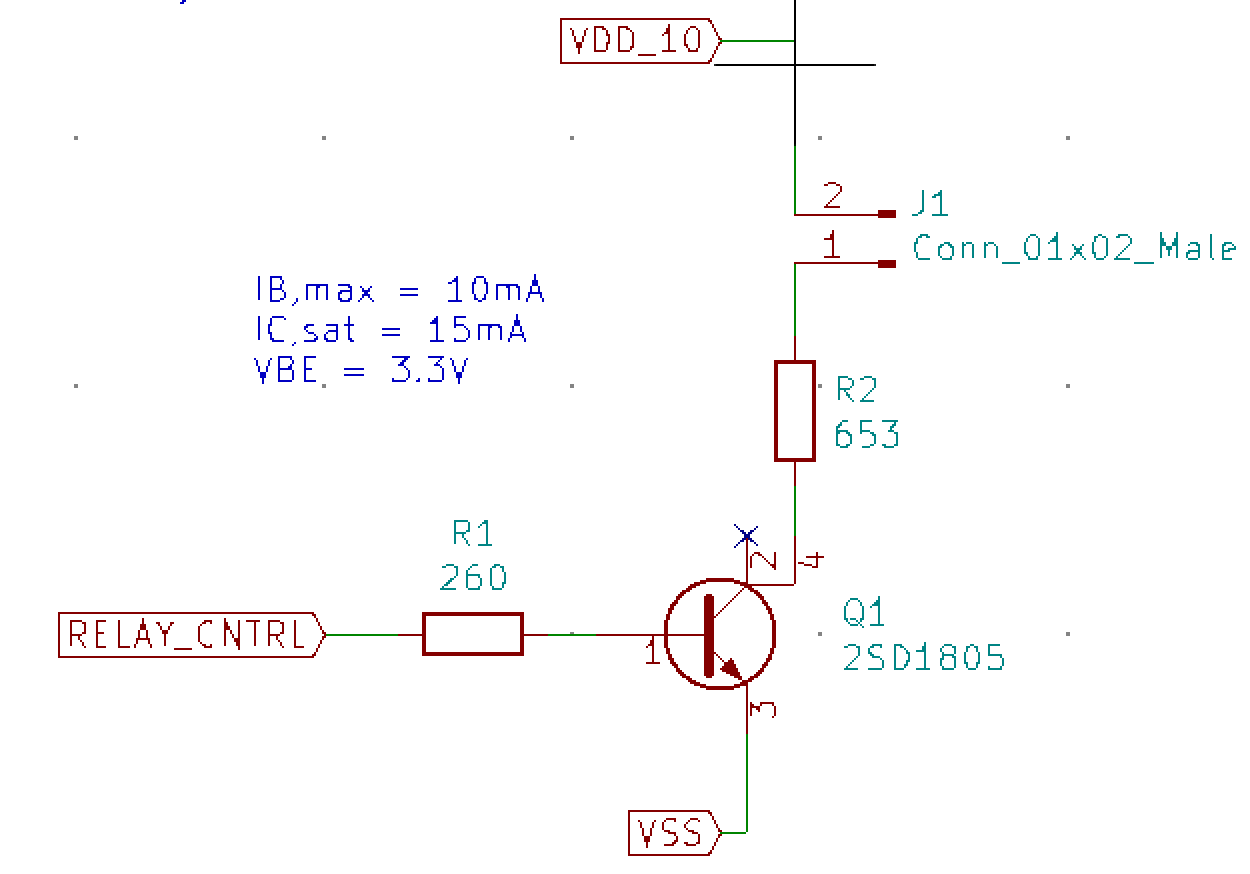 VDD_10
2
J1
1
Conn_01x02_Male
IB,max = 10mA
IC,sat = 15mA
VBE = 3.3V
R2
653
R1
260
2
4
RELAY_CNTRL
1
Q1
2SD1805
3
VSS